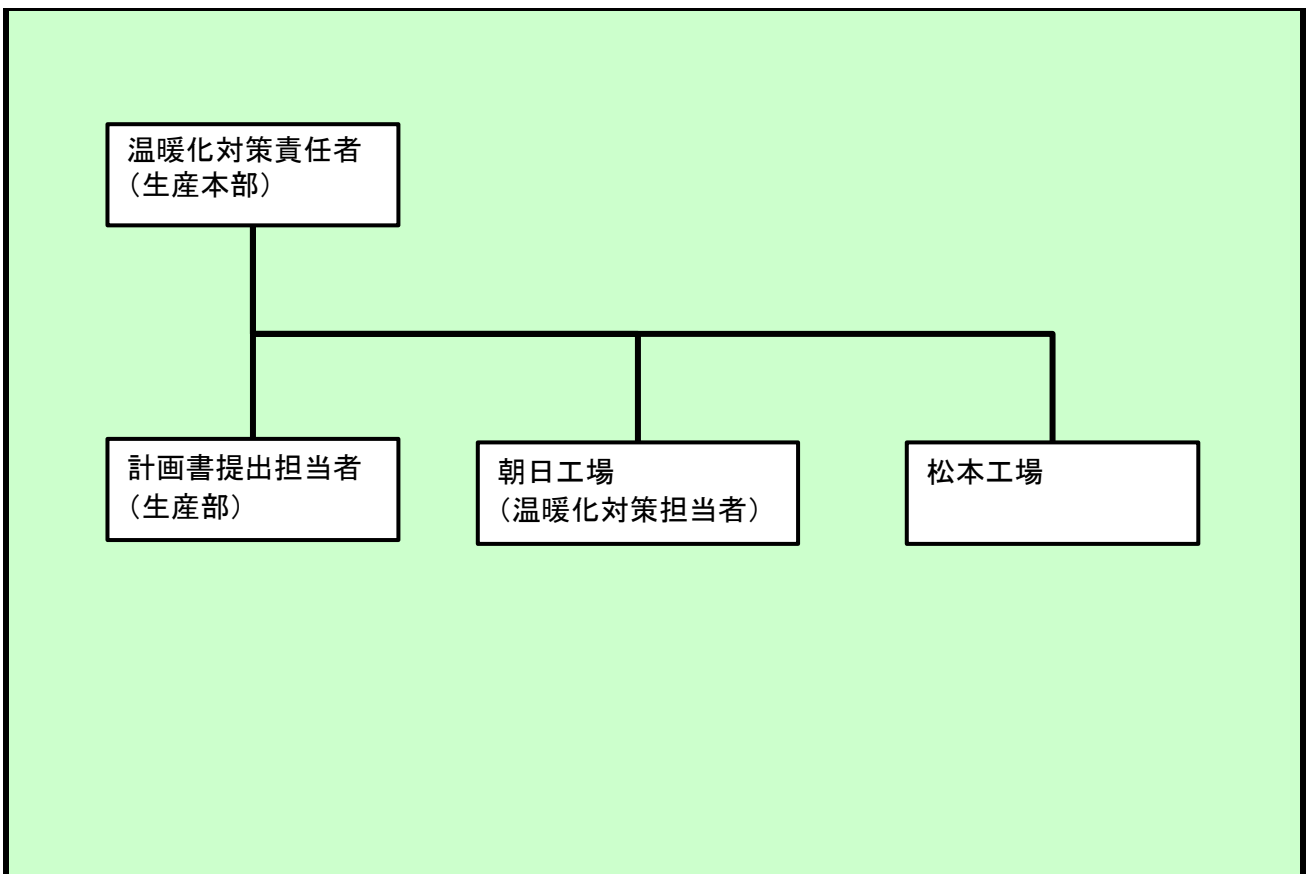 温暖化対策責任者
（生産本部）
計画書提出担当者
（生産部）
朝日工場
（温暖化対策担当者）
松本工場